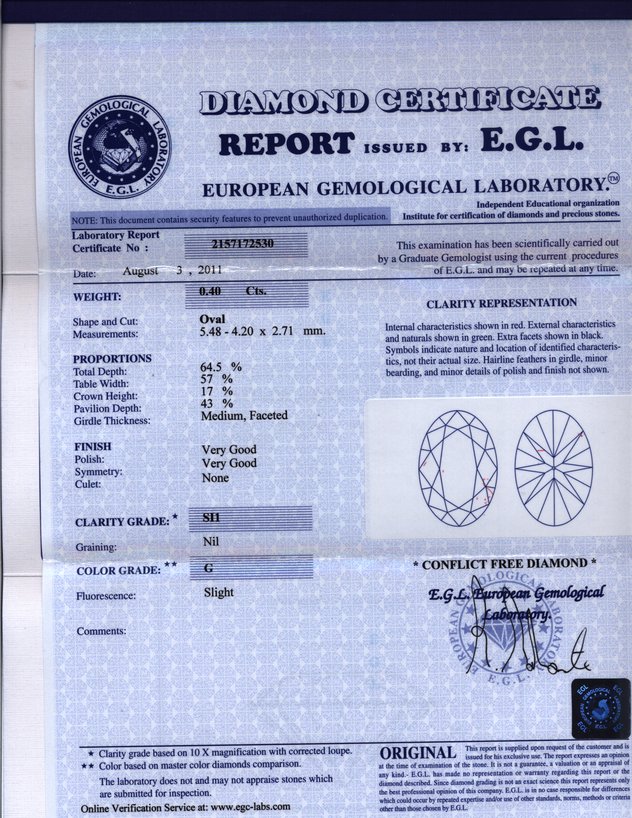 DIAMOND CERTIFICATE
REPORT ISSUED BY: E.G.L.
EUROPEAN GEMOLOGICAL LABORATORY.™
EUROPEAN GEMOLOGICAL LABORATORY
E.G.L.
Independent Educational organization
Institute for certification of diamonds and precious stones.
NOTE: This document contains security features to prevent unauthorized duplication.
Laboratory Report
Certificate No : 2157172530
Date: August 3 , 2011
This examination has been scientifically carried out
by a Graduate Gemologist using the current procedures
of E.G.L. and may be repeated at any time.
WEIGHT: 0.40 Cts.
Shape and Cut: Oval
Measurements: 5.48 - 4.20 x 2.71 mm.
PROPORTIONS
Total Depth: 64.5 %
Table Width: 57 %
Crown Height: 17 %
Pavilion Depth: 43 %
Girdle Thickness: Medium, Faceted
FINISH
Polish: Very Good
Symmetry: Very Good
Culet: None
CLARITY GRADE: * SI1
Graining: Nil
COLOR GRADE: ** G
Fluorescence: Slight
Comments:
CLARITY REPRESENTATION
Internal characteristics shown in red. External characteristics
and naturals shown in green. Extra facets shown in black.
Symbols indicate nature and location of identified characteris-
tics, not their actual size. Hairline feathers in girdle, minor
bearding, and minor details of polish and finish not shown.
* CONFLICT FREE DIAMOND *
E.G.L. European Gemological
Laboratory.
EUROPEAN GEMOLOGICAL LABORATORY
E.G.L.
EGL
★ Clarity grade based on 10 X magnification with corrected loupe.
★★ Color based on master color diamonds comparison.
The laboratory does not and may not appraise stones which
are submitted for inspection.
Online Verification Service at: www.egc-labs.com
ORIGINAL This report is supplied upon request of the customer and is
issued for his exclusive use. The report expresses an opinion
at the time of examination of the stone. It is not a guarantee, a valuation or an appraisal of
any kind.- E.G.L. has made no representation or warranty regarding this report or the
diamond described. Since diamond grading is not an exact science this report represents only
the best professional opinion of this company. E.G.L. is in no case responsible for differences
which could occur by repeated expertise and/or use of other standards, norms, methods or criteria
other than those chosen by E.G.L.